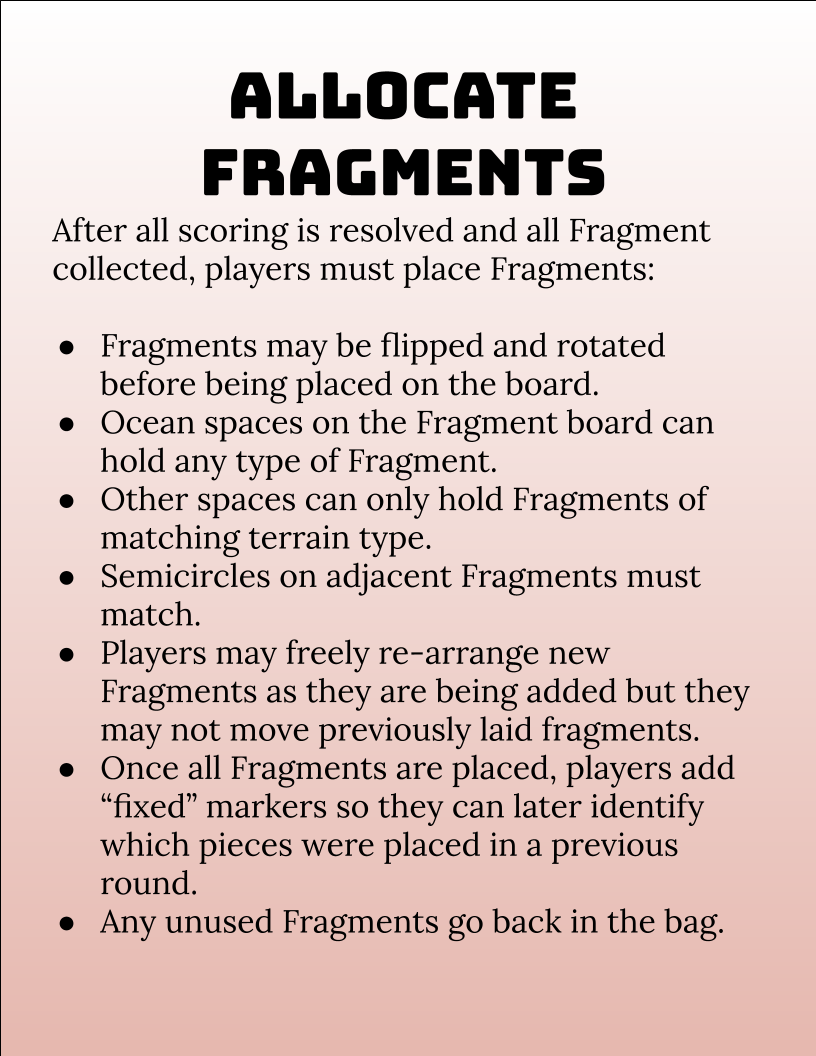 ALLOCATE
FRAGMENTS
After all scoring is resolved and all Fragment
collected, players must place Fragments:
● Fragments may be flipped and rotated
before being placed on the board.
● Ocean spaces on the Fragment board can
hold any type of Fragment.
● Other spaces can only hold Fragments of
matching terrain type.
● Semicircles on adjacent Fragments must
match.
● Players may freely re-arrange new
Fragments as they are being added but they
may not move previously laid fragments.
● Once all Fragments are placed, players add
“fixed” markers so they can later identify
which pieces were placed in a previous
round.
● Any unused Fragments go back in the bag.